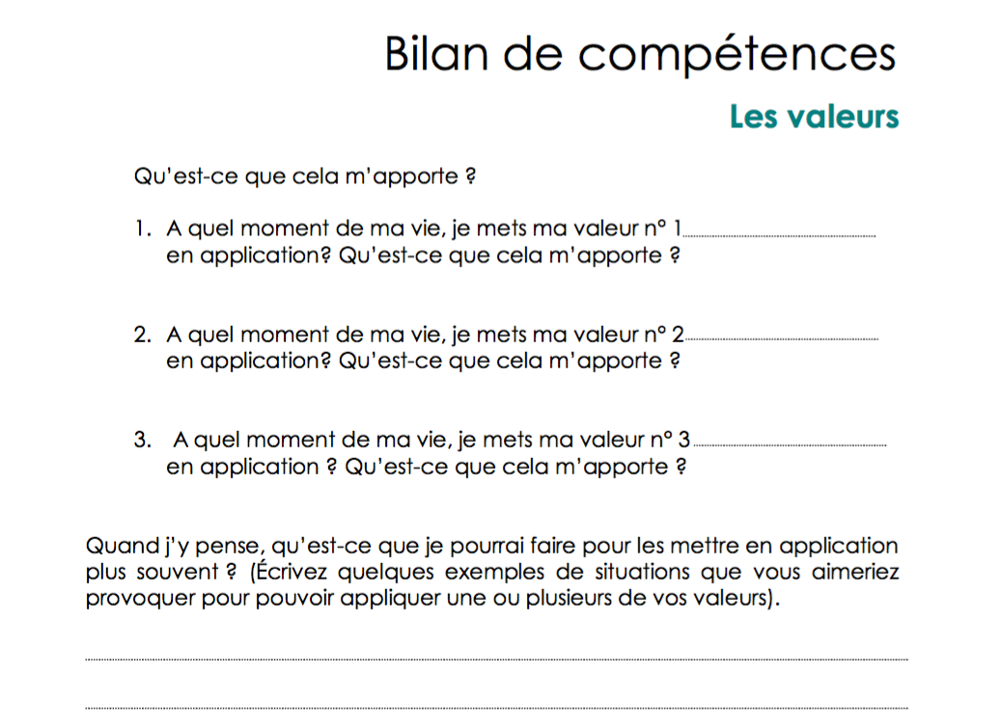 Bilan de compétences
Les valeurs
Qu'est-ce que cela m'apporte ?
1. A quel moment de ma vie, je mets ma valeur n° 1
en application? Qu'est-ce que cela m'apporte ?
2. A quel moment de ma vie, je mets ma valeur n° 2
en application? Qu'est-ce que cela m'apporte ?
3. A quel moment de ma vie, je mets ma valeur n° 3
en application ? Qu'est-ce que cela m'apporte ?
Quand j'y pense, qu'est-ce que je pourrai faire pour les mettre en application
plus souvent ? (Écrivez quelques exemples de situations que vous aimeriez
provoquer pour pouvoir appliquer une ou plusieurs de vos valeurs).